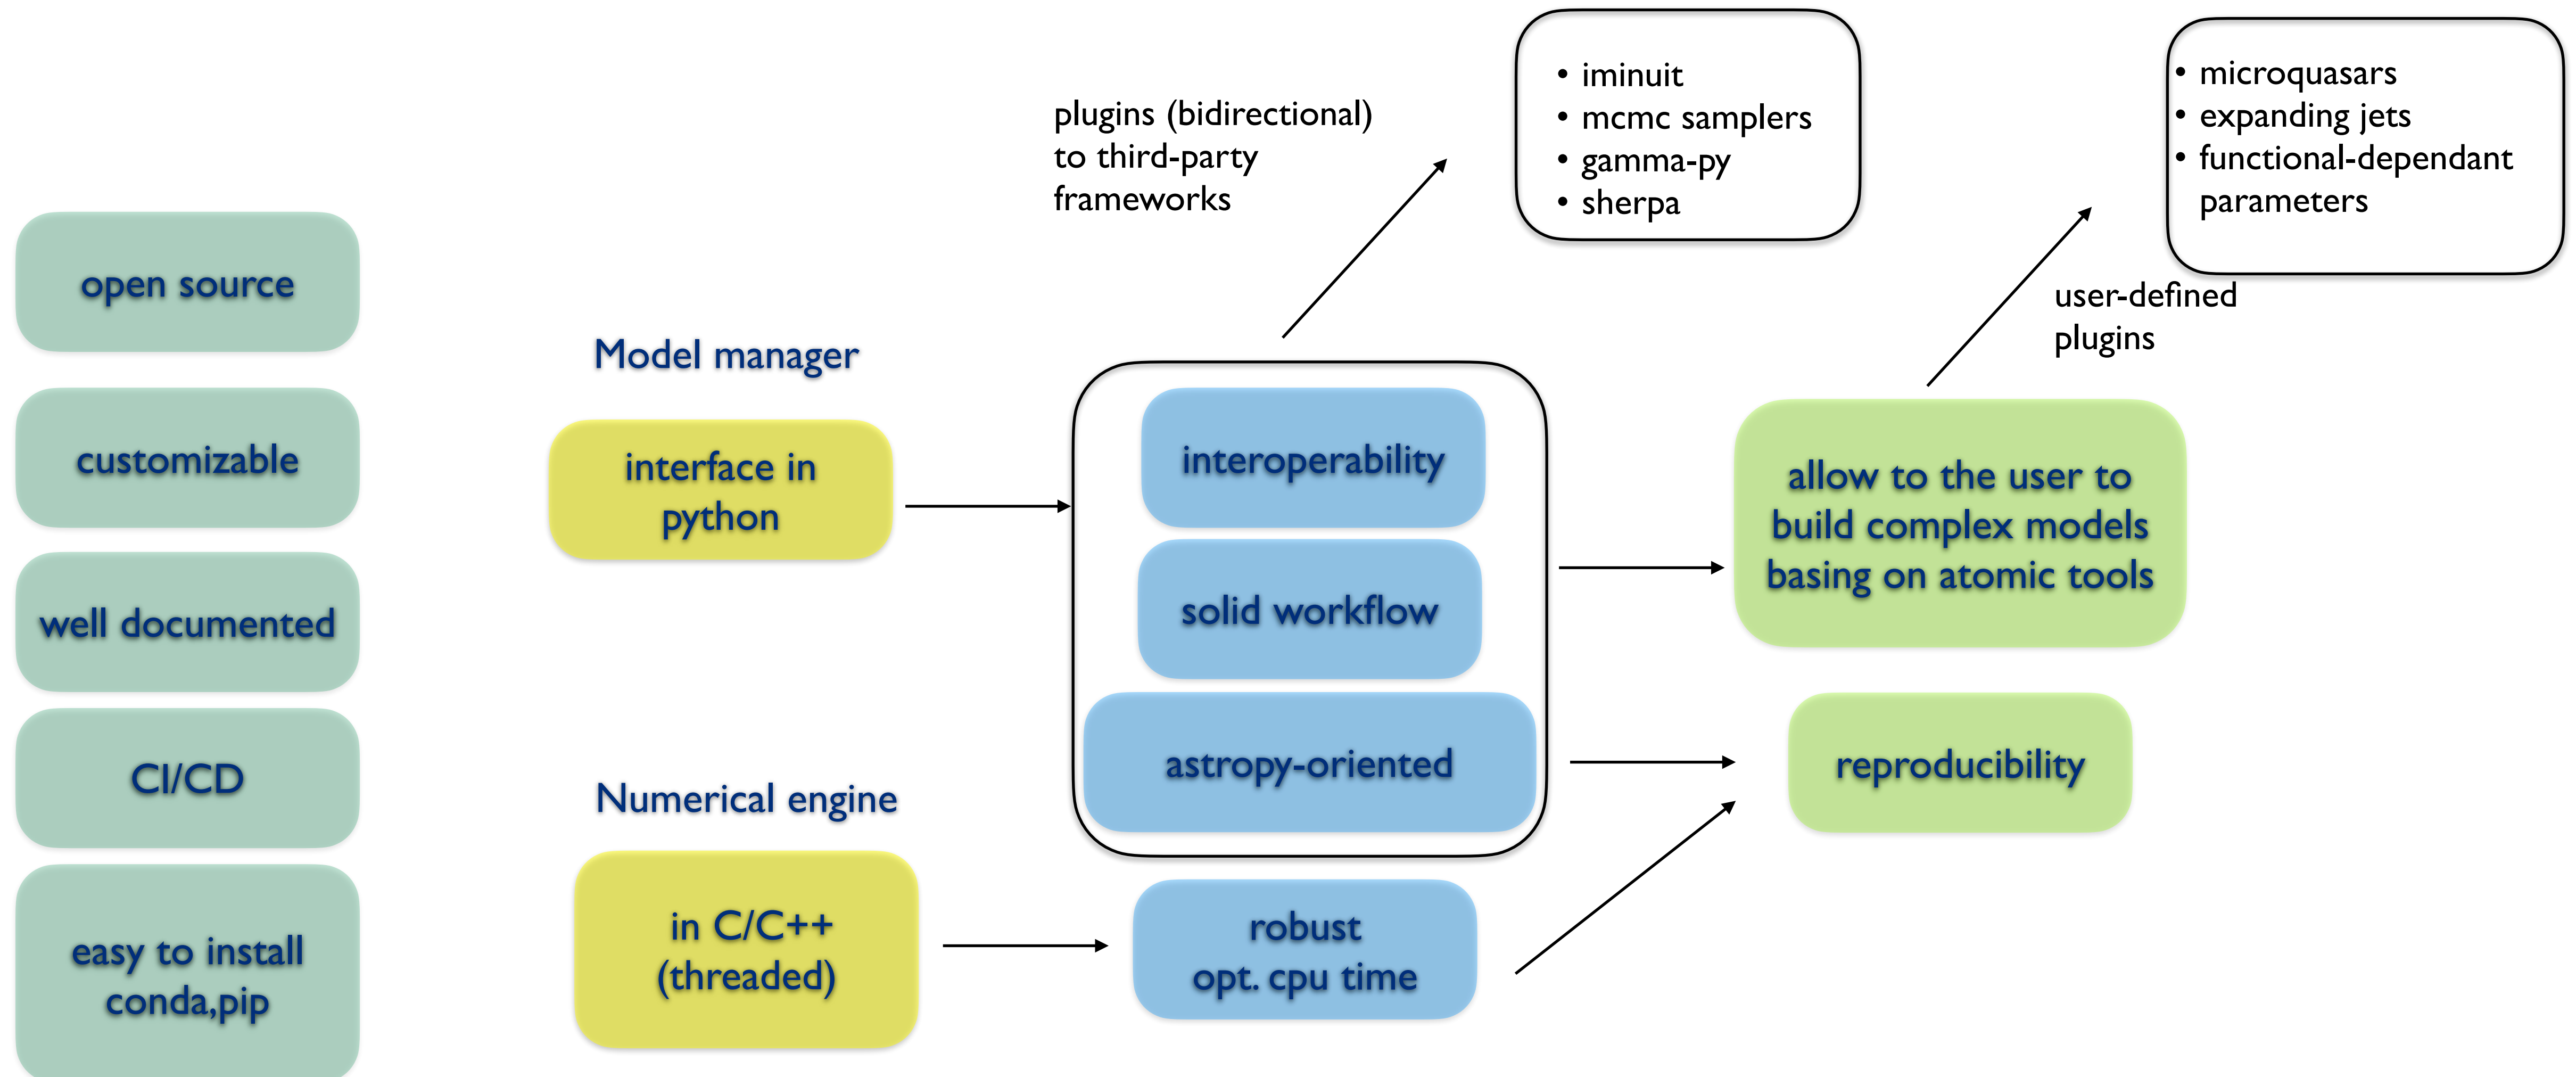 open source
customizable
well documented
CI/CD
easy to install
conda,pip
Model manager
interface in
python
Numerical engine
in C/C++
(threaded)
plugins (bidirectional)
to third-party
frameworks
• iminuit
• mcmc samplers
• gamma-py
• sherpa
interoperability
solid workflow
astropy-oriented
robust
opt. cpu time
• microquasars
• expanding jets
• functional-dependant
parameters
user-defined
plugins
allow to the user to
build complex models
basing on atomic tools
reproducibility